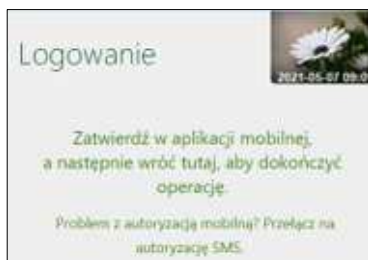 Logowanie
2021-05-07 09:0
Zatwierdź w aplikacji mobilnej,
a następnie wróć tutaj, aby dokończyć
operację.
Problem z autoryzacją mobilną? Przełącz na
autoryzację SMS.